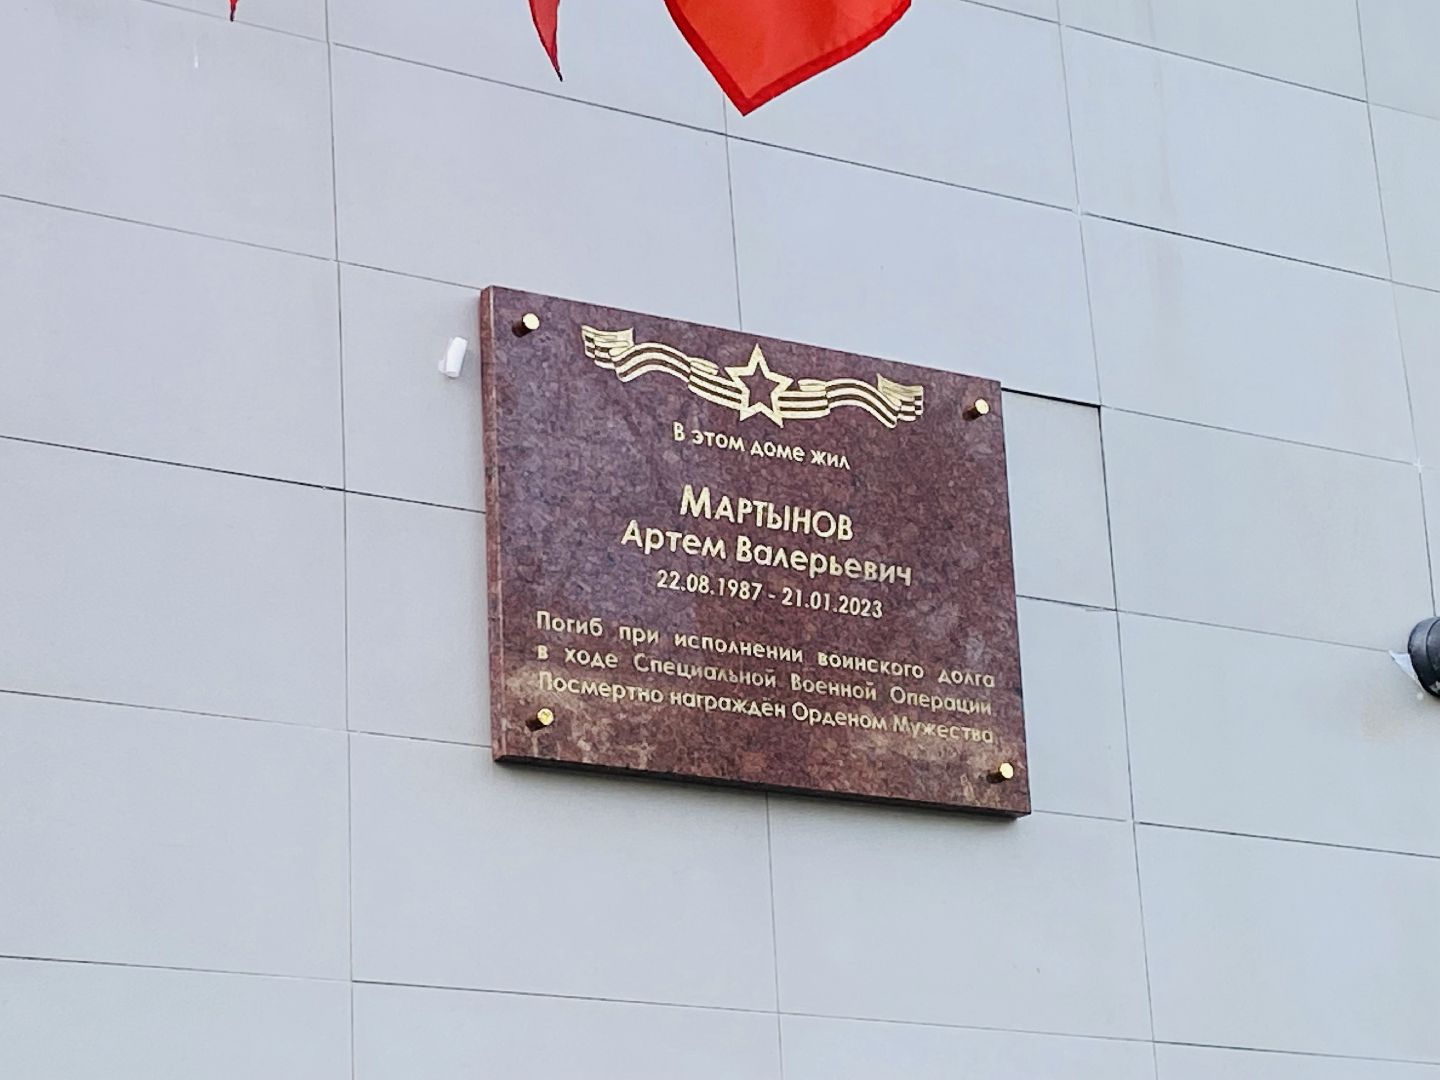 В этом доме жил
Мартынов
Артем Валерьевич
22.08.1987 - 21.01.2023
Погиб при исполнении воинского долга
в ходе Специальной Военной Операции
Посмертно награждён Орденом Мужества